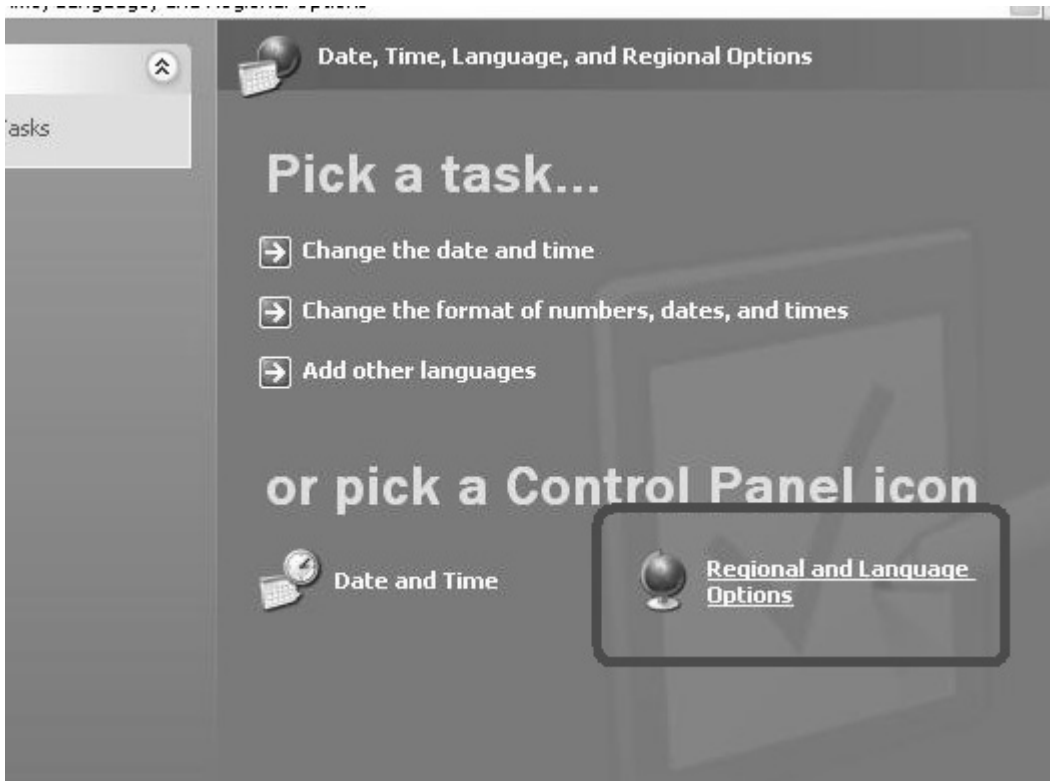 Date, Time, Language, and Regional Options
Tasks
Pick a task...
Change the date and time
Change the format of numbers, dates, and times
Add other languages
or pick a Control Panel icon
Date and Time
Regional and Language
Options